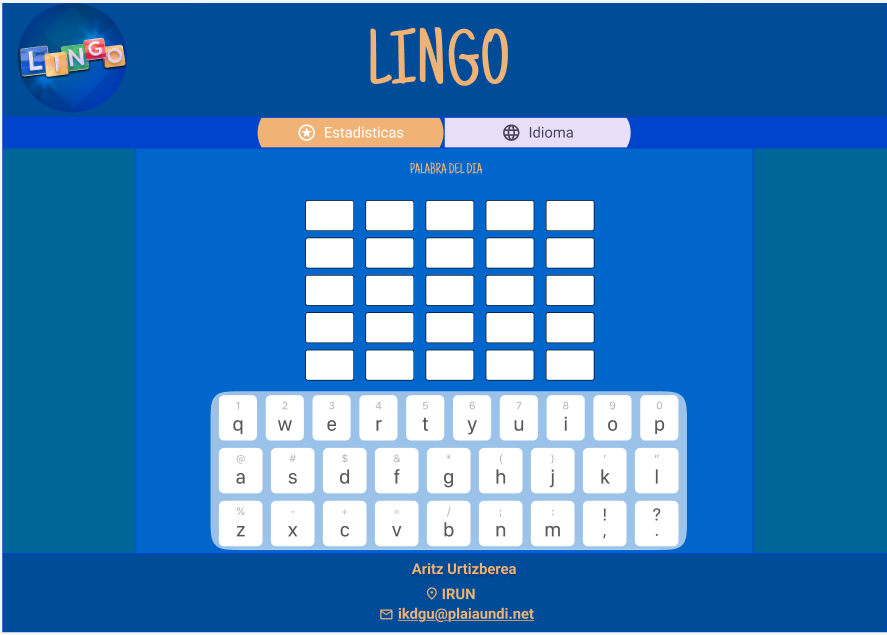 LINGO
LINGO
Estadisticas Idioma
PALABRA DEL DIA
1 2 3 4 5 6 7 8 9 0
q w e r t y u i o p
@ # $ & * ( ) ' "
a s d f g h j k l
% - + = / ; : ! ?
z x c v b n m , .
Aritz Urtizberea
IRUN
ikdgu@plaiaundi.net